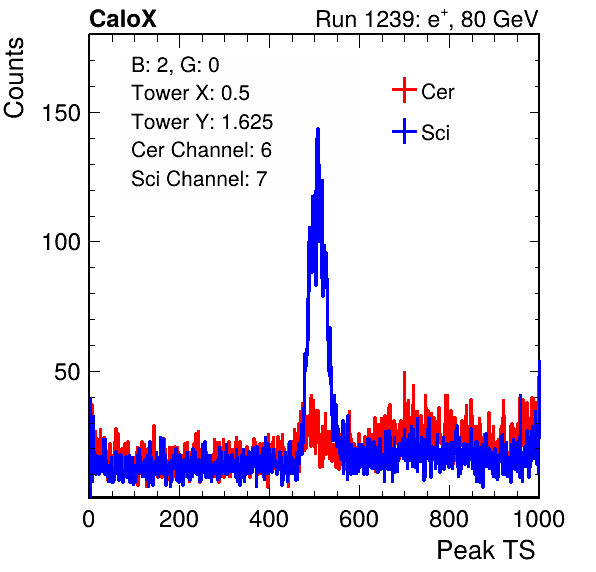 CaloX
Run 1239: e+, 80 GeV
B: 2, G: 0
Tower X: 0.5
Tower Y: 1.625
Cer Channel: 6
Sci Channel: 7
Cer
Sci
Counts
150
100
50
0 200 400 600 800 1000
Peak TS